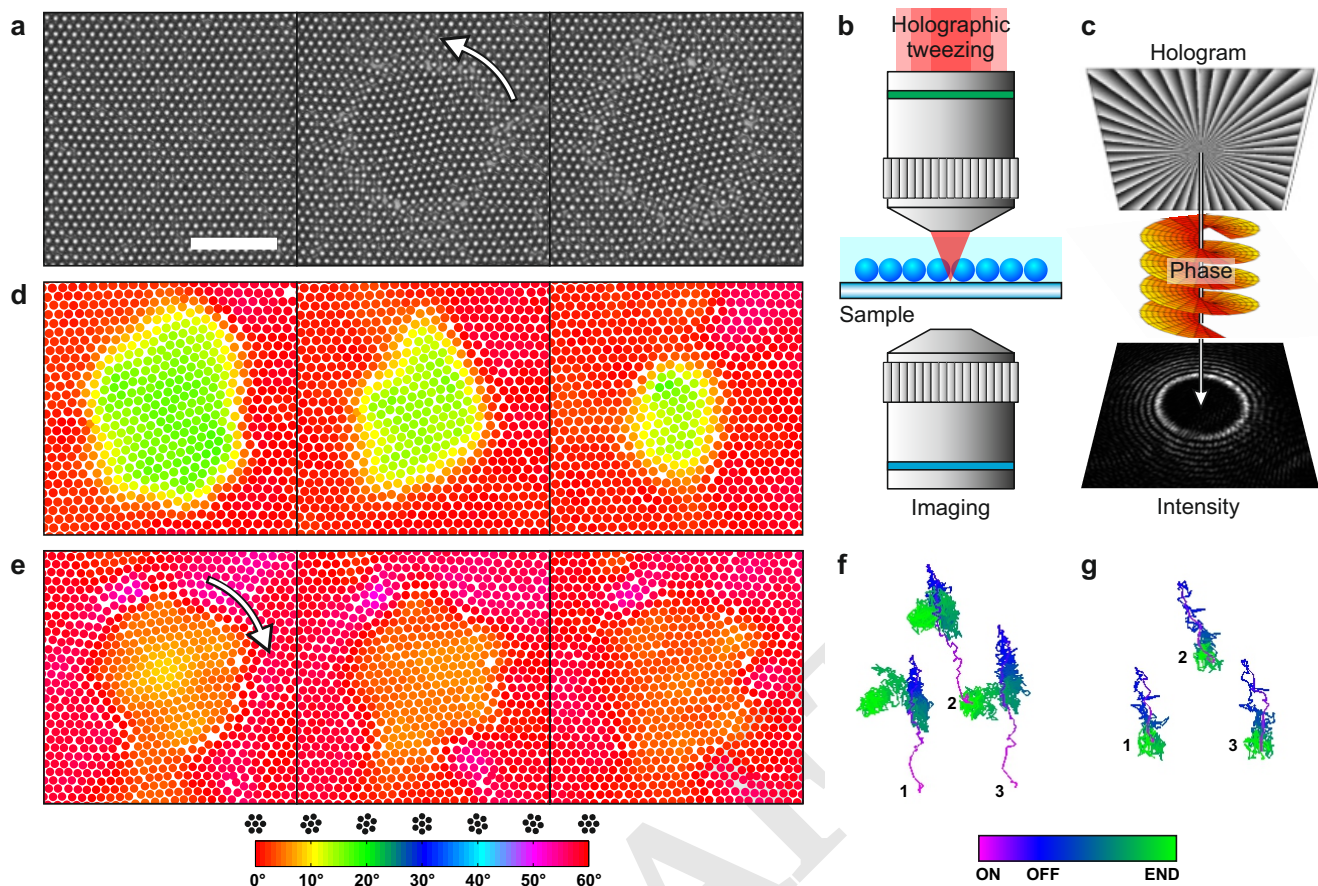 a
b
Holographic
tweezing
Sample
Imaging
c
Hologram
Phase
Intensity
d
e
0° 10° 20° 30° 40° 50° 60°
f
1 2 3
g
1 2 3
ON OFF END